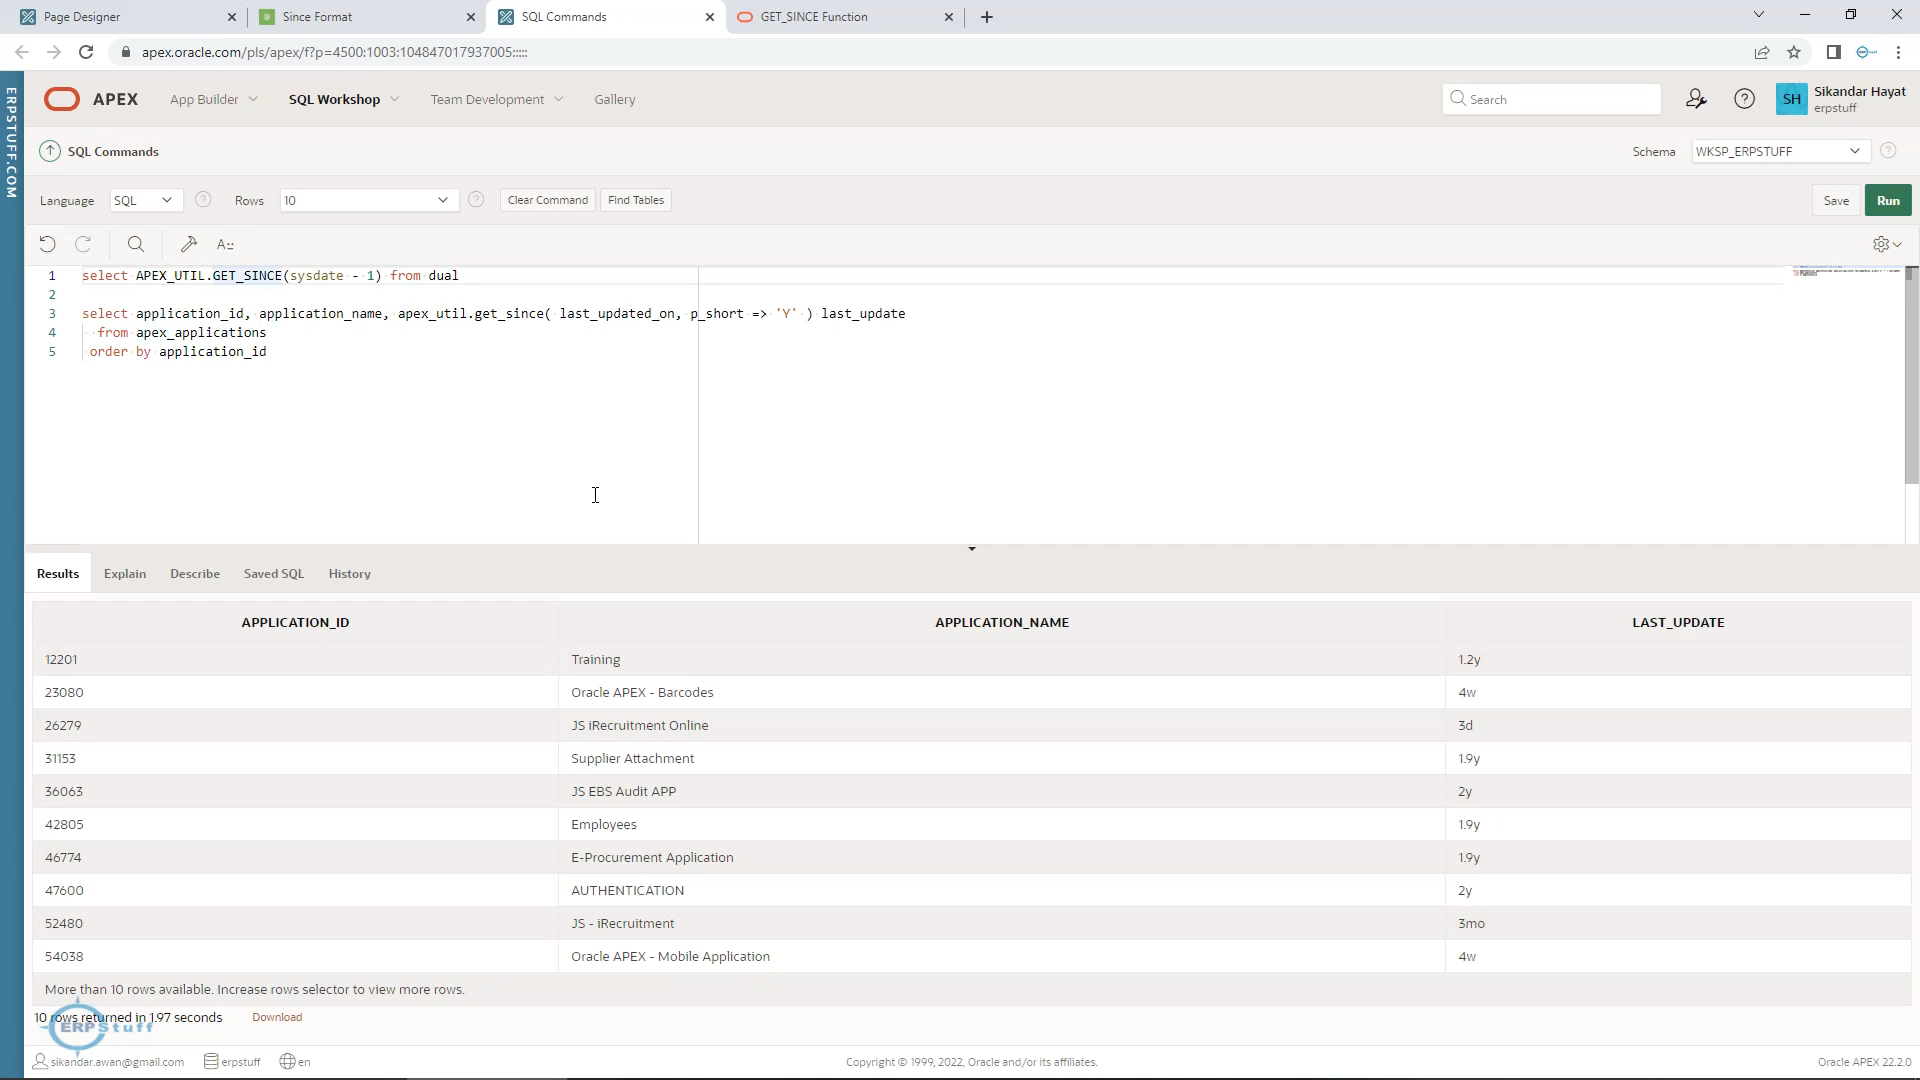 Page Designer
Since Format
SQL Commands
GET_SINCE Function
apex.oracle.com/pls/apex/f?p=4500:1003:104847017937005:::::
ERPSTUFF.COM
APEX
App Builder
SQL Workshop
Team Development
Gallery
Search
SH
Sikandar Hayat
erpstuff
SQL Commands
Schema
WKSP_ERPSTUFF
Language
SQL
Rows
10
Clear Command
Find Tables
Save
Run
1 select APEX_UTIL.GET_SINCE(sysdate - 1) from dual
2
3 select application_id, application_name, apex_util.get_since( last_updated_on, p_short => 'Y' ) last_update
4 from apex_applications
5 order by application_id
Results
Explain
Describe
Saved SQL
History
APPLICATION_ID APPLICATION_NAME LAST_UPDATE
12201 Training 1.2y
23080 Oracle APEX - Barcodes 4w
26279 JS iRecruitment Online 3d
31153 Supplier Attachment 1.9y
36063 JS EBS Audit APP 2y
42805 Employees 1.9y
46774 E-Procurement Application 1.9y
47600 AUTHENTICATION 2y
52480 JS - iRecruitment 3mo
54038 Oracle APEX - Mobile Application 4w
More than 10 rows available. Increase rows selector to view more rows.
10 rows returned in 1.97 seconds
Download
ERPStuff
sikandar.awan@gmail.com
erpstuff
en
Copyright © 1999, 2022, Oracle and/or its affiliates.
Oracle APEX 22.2.0